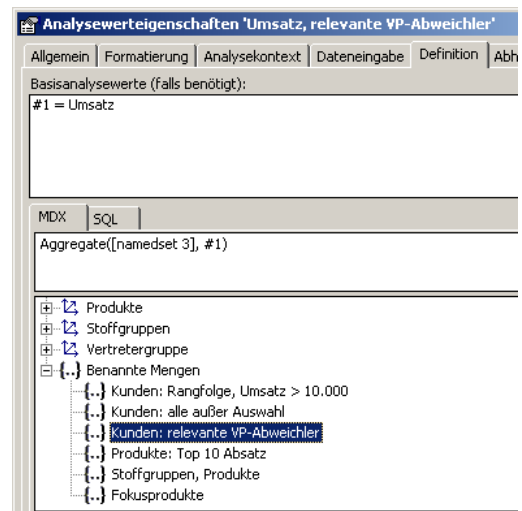 Analysewerteigenschaften 'Umsatz, relevante VP-Abweichler'
Allgemein Formatierung Analysekontext Dateneingabe Definition Abh
Basisanalysewerte (falls benötigt):
#1 = Umsatz
MDX SQL
Aggregate([namedset 3], #1)
Produkte
Stoffgruppen
Vertretergruppe
{..} Benannte Mengen
{..} Kunden: Rangfolge, Umsatz > 10.000
{..} Kunden: alle außer Auswahl
{..} Kunden: relevante VP-Abweichler
{..} Produkte: Top 10 Absatz
{..} Stoffgruppen, Produkte
{..} Fokusprodukte